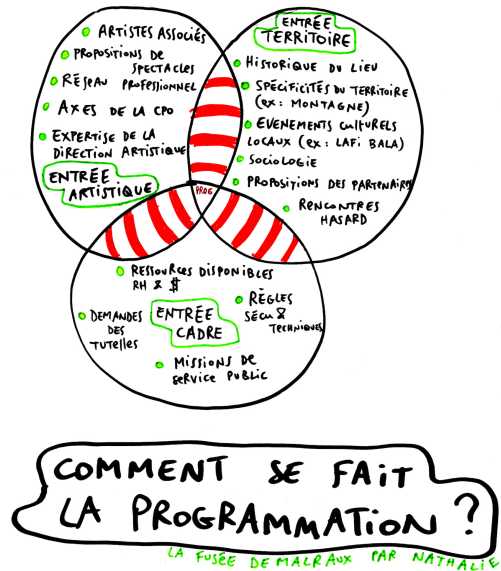 ARTISTES ASSOCIÉS
PROPOSITIONS DE
SPECTACLES
RÉSEAU PROFESSIONNEL
AXES DE LA CPO
EXPERTISE DE LA
DIRECTION ARTISTIQUE
ENTRÉE
ARTISTIQUE
ENTRÉE
TERRITOIRE
HISTORIQUE DU LIEU
SPÉCIFICITÉS DU TERRITOIRE
(EX: MONTAGNE)
EVÉNEMENTS CULTURELS
LOCAUX (EX: LAFI BALA)
SOCIOLOGIE
PROPOSITIONS DES PARTENAIRES
RENCONTRES
HASARD
PROG
RESSOURCES DISPONIBLES
RH & $
DEMANDES
DES
TUTELLES
ENTRÉE
CADRE
RÈGLES
SÉCU &
TECHNIQUES
MISSIONS DE
SERVICE PUBLIC
COMMENT SE FAIT
LA PROGRAMMATION ?
LA FUSÉE DE MALRAUX PAR NATHALIE